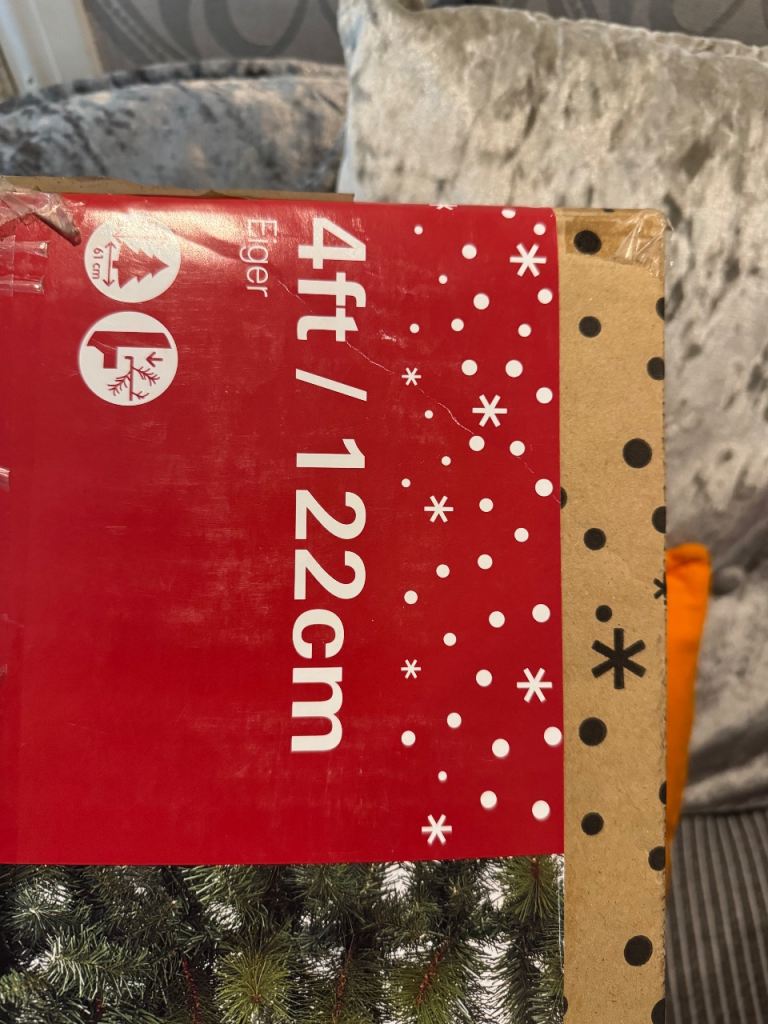 4ft / 122cm
Eiger
61 cm